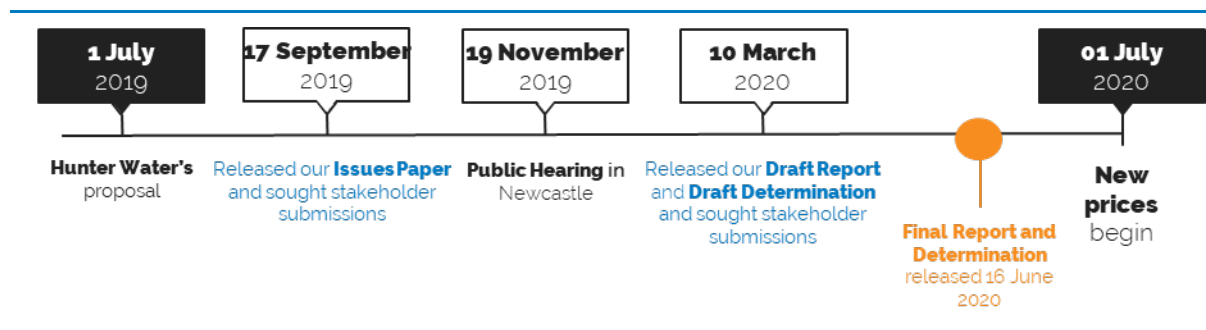 1 July
2019
17 September
2019
19 November
2019
10 March
2020
01 July
2020
Hunter Water's
proposal
Released our Issues Paper
and sought stakeholder
submissions
Public Hearing in
Newcastle
Released our Draft Report
and Draft Determination
and sought stakeholder
submissions
Final Report and
Determination
released 16 June
2020
New
prices
begin